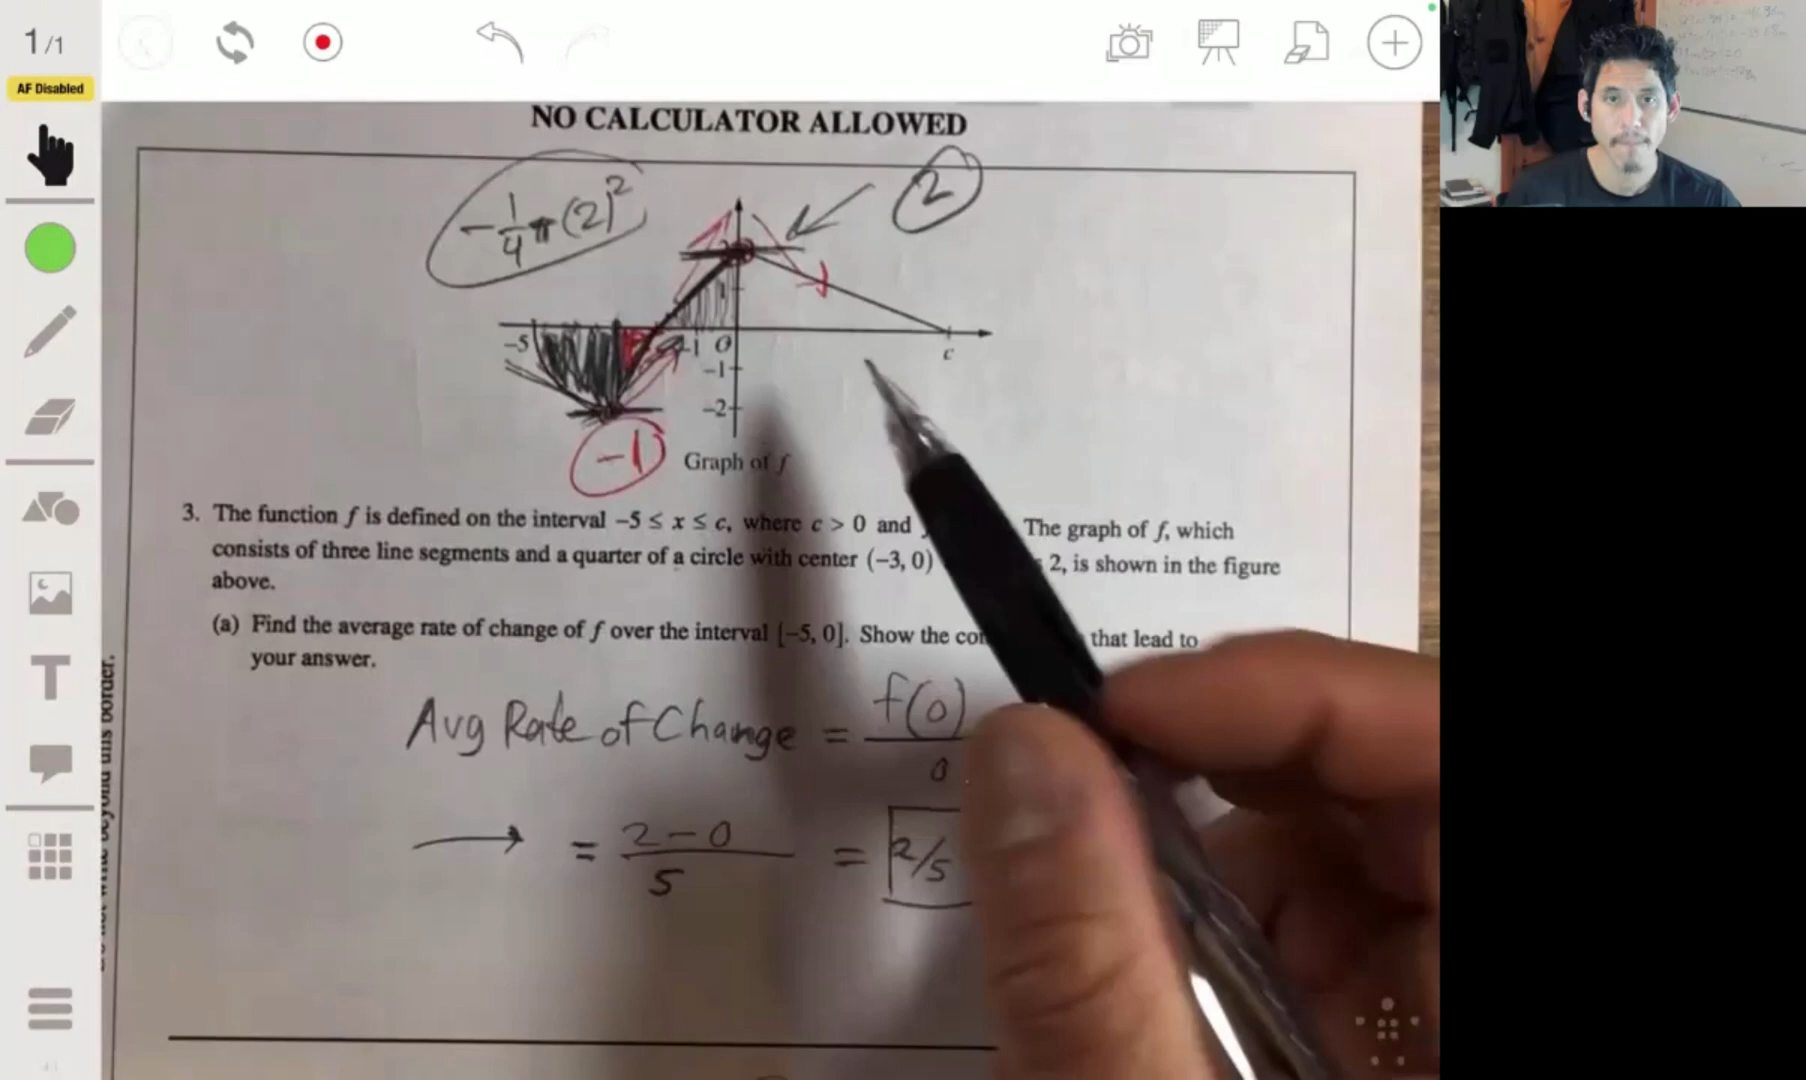 1/1
AF Disabled
NO CALCULATOR ALLOWED
-1/4 π(2)²
2
-5
-1 O
-1
-2
c
-1
Graph of f
3. The function f is defined on the interval −5 ≤ x ≤ c, where c > 0 and The graph of f, which
consists of three line segments and a quarter of a circle with center (−3, 0) 2, is shown in the figure
above.
(a) Find the average rate of change of f over the interval [−5, 0]. Show the that lead to
your answer.
Avg Rate of Change = f(0)
0
= 2-0 / 5 = 2/5
T
this border.